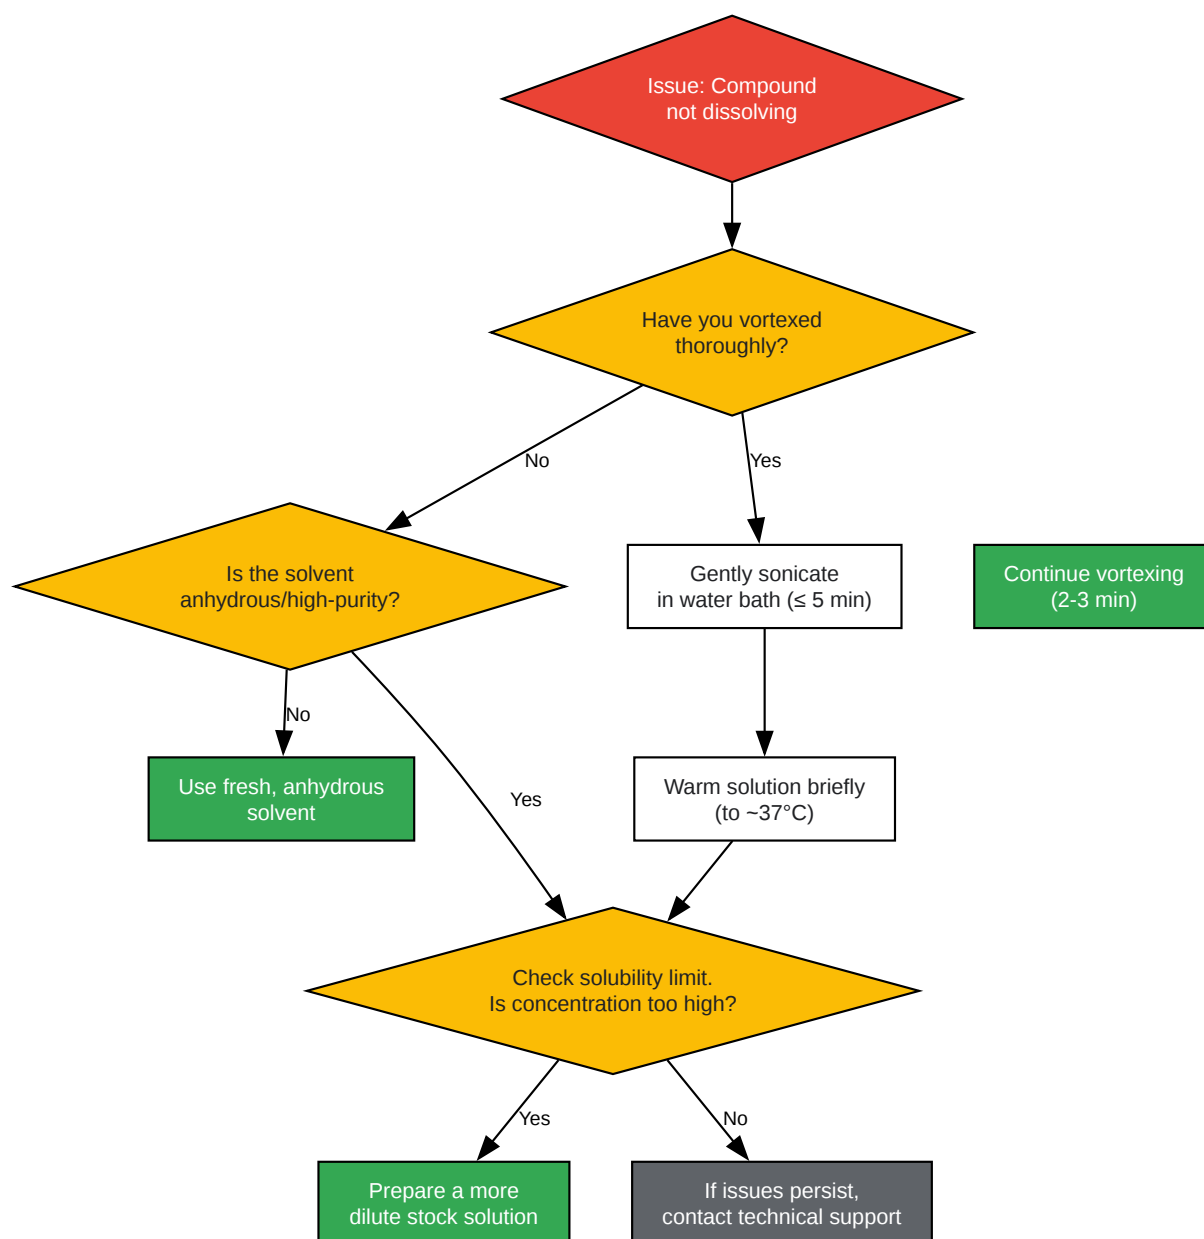 Issue: Compound
not dissolving
Have you vortexed
thoroughly?
No
Yes
Is the solvent
anhydrous/high-purity?
Gently sonicate
in water bath (≤ 5 min)
Continue vortexing
(2-3 min)
No
Use fresh, anhydrous
solvent
Yes
Warm solution briefly
(to ~37°C)
Check solubility limit.
Is concentration too high?
Yes
No
Prepare a more
dilute stock solution
If issues persist,
contact technical support